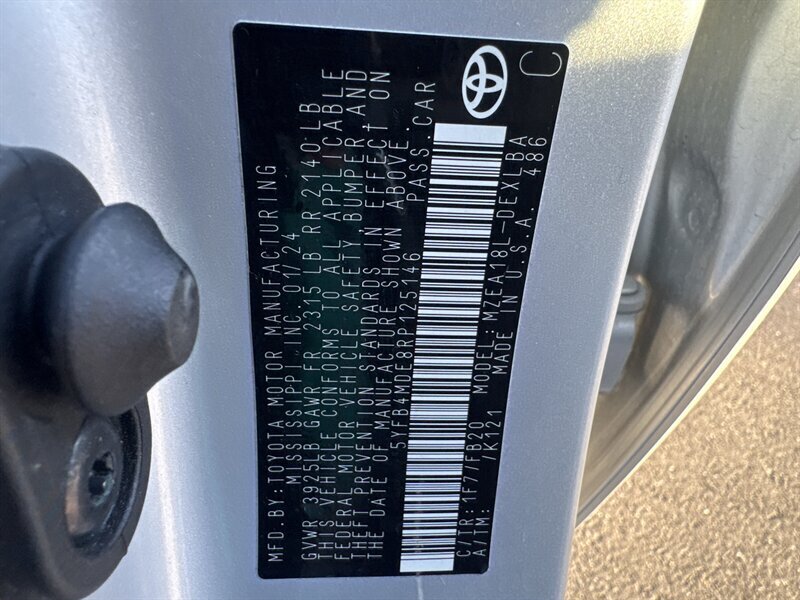 MFD.BY: TOYOTA MOTOR MANUFACTURING
MISSISSIPPI INC. 01/24
GVWR 3925LB GAWR FR 2315 LB RR 2140 LB
THIS VEHICLE CONFORMS TO ALL APPLICABLE
FEDERAL MOTOR VEHICLE SAFETY, BUMPER, AND
THEFT PREVENTION STANDARDS IN EFFECT ON
THE DATE OF MANUFACTURE SHOWN ABOVE.
5YFB4MDE8RP125146 PASS.CAR
C/TR: 1F7/FB20 MODEL: MZEA18L-DEXLBA
A/TM: /K121 MADE IN U.S.A. 486
C